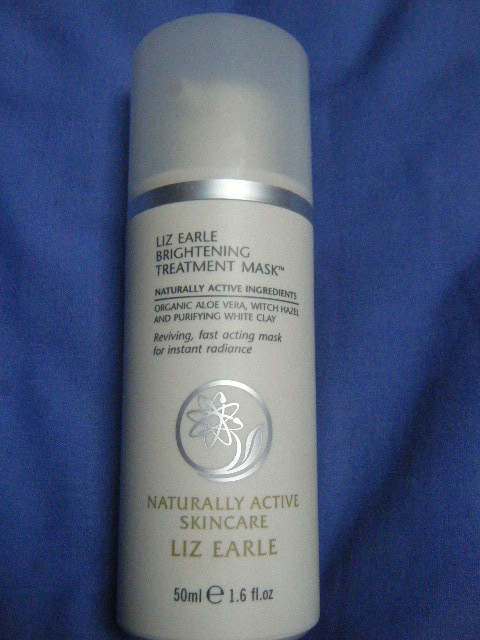 LIZ EARLE
BRIGHTENING
TREATMENT MASK™
NATURALLY ACTIVE INGREDIENTS
ORGANIC ALOE VERA, WITCH HAZEL
AND PURIFYING WHITE CLAY
Reviving, fast acting mask
for instant radiance
NATURALLY ACTIVE
SKINCARE
LIZ EARLE
50ml ℮ 1.6 fl.oz